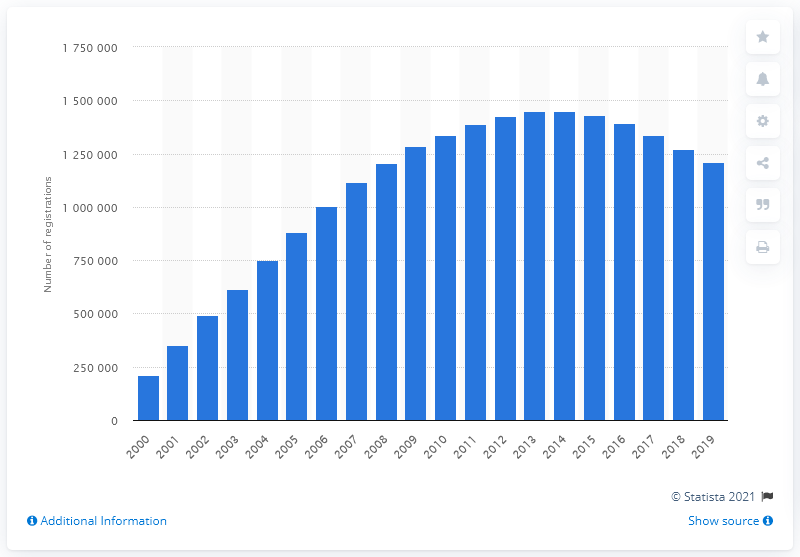 1 750 000
1 500 000
1 250 000
1 000 000
750 000
500 000
250 000
0
Number of registrations
2000 2001 2002 2003 2004 2005 2006 2007 2008 2009 2010 2011 2012 2013 2014 2015 2016 2017 2018 2019
© Statista 2021
Additional Information
Show source